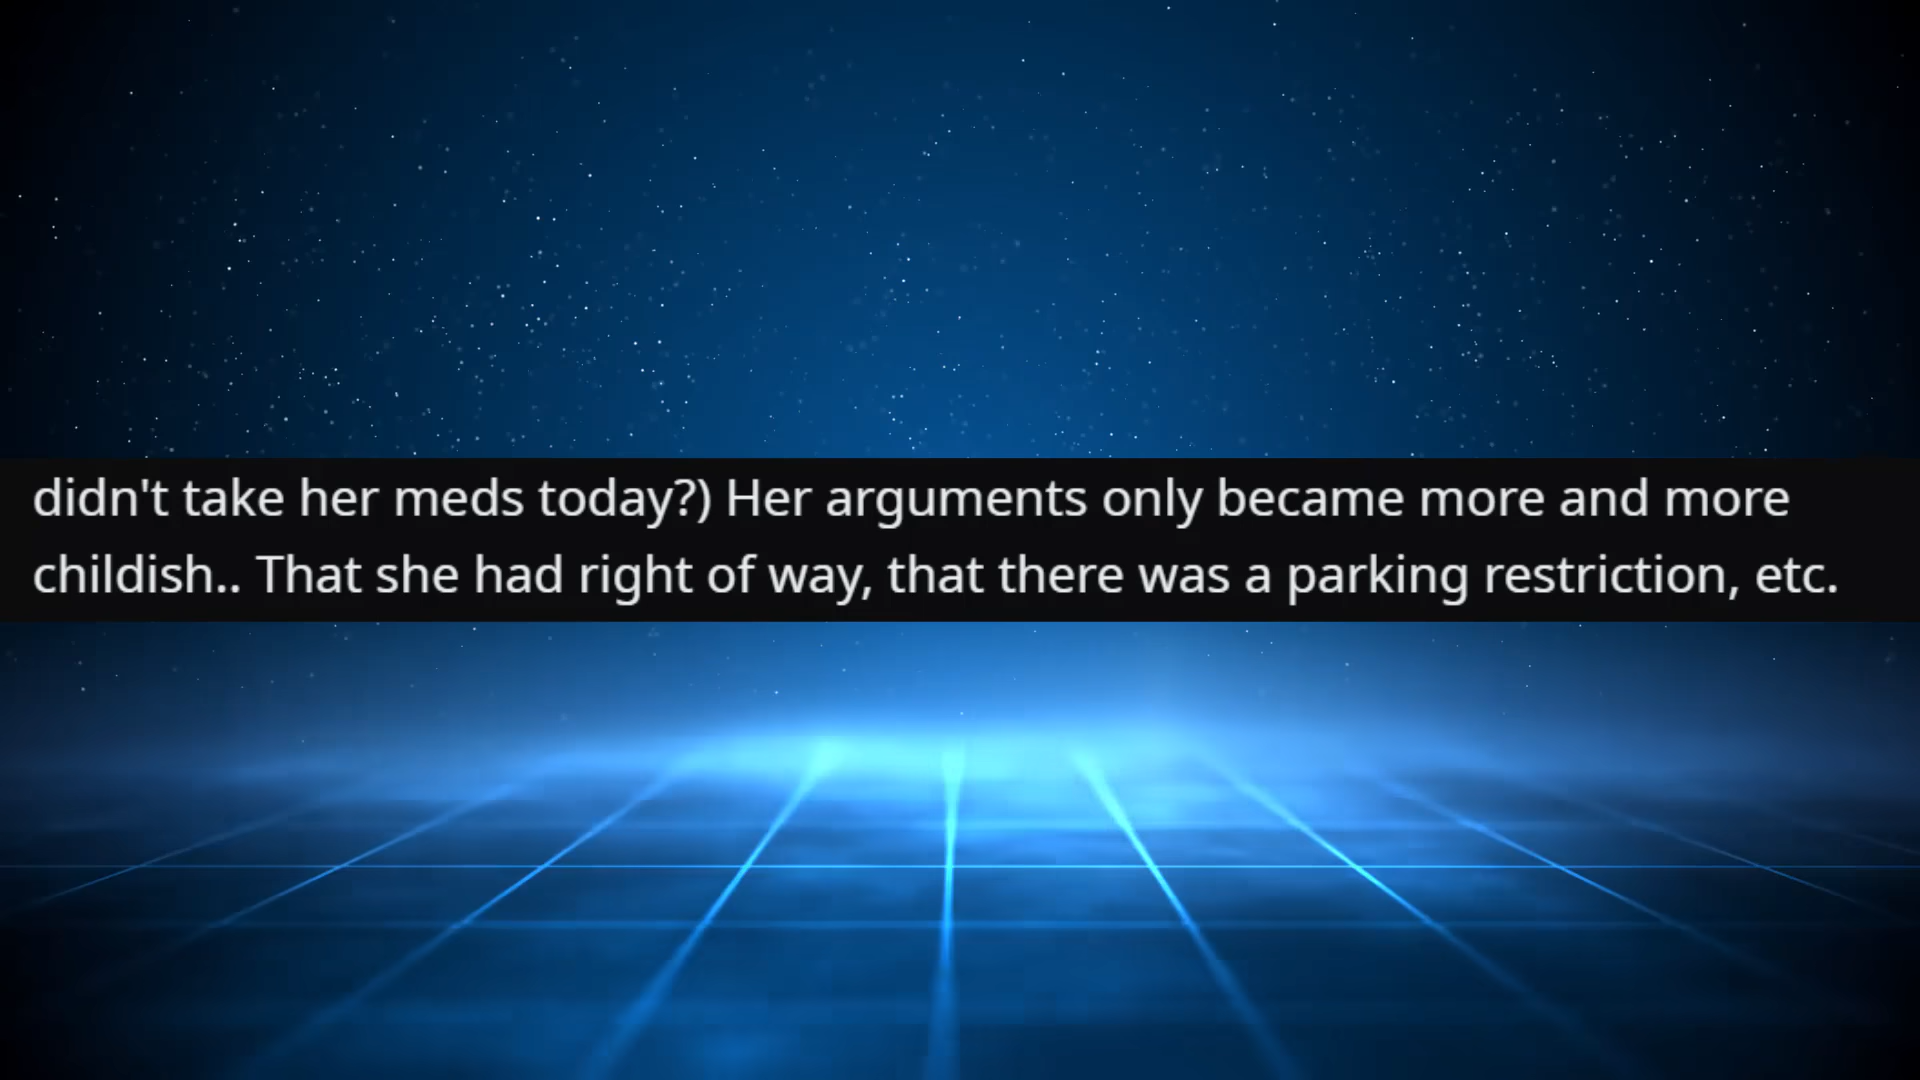 didn't take her meds today?) Her arguments only became more and more
childish.. That she had right of way, that there was a parking restriction, etc.